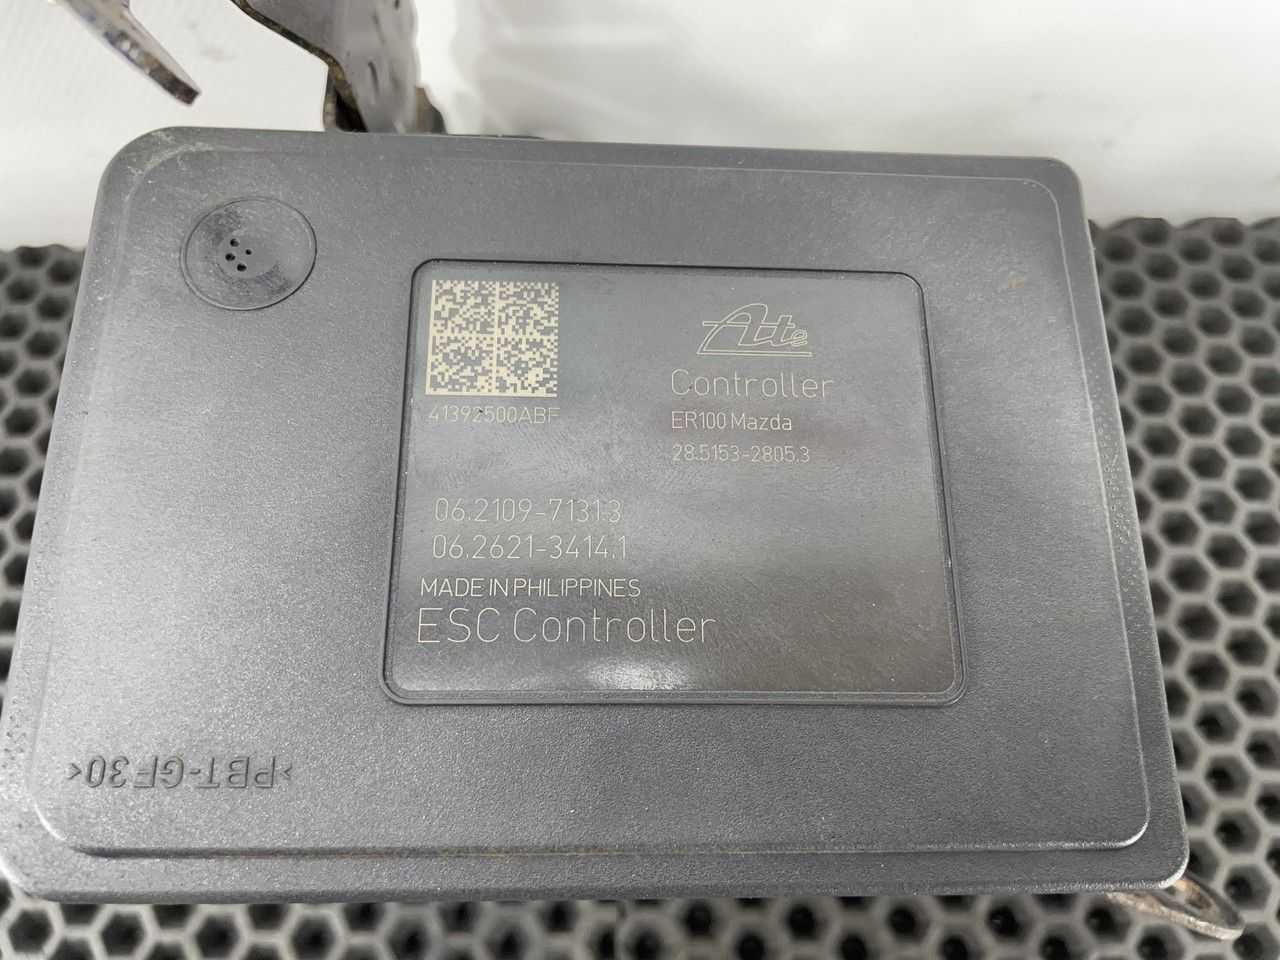 Ate
Controller
ER100 Mazda
28.5153-2805.3
41392500ABF
06.2109-7131.3
06.2621-3414.1
MADE IN PHILIPPINES
ESC Controller
>PBT-GF30<